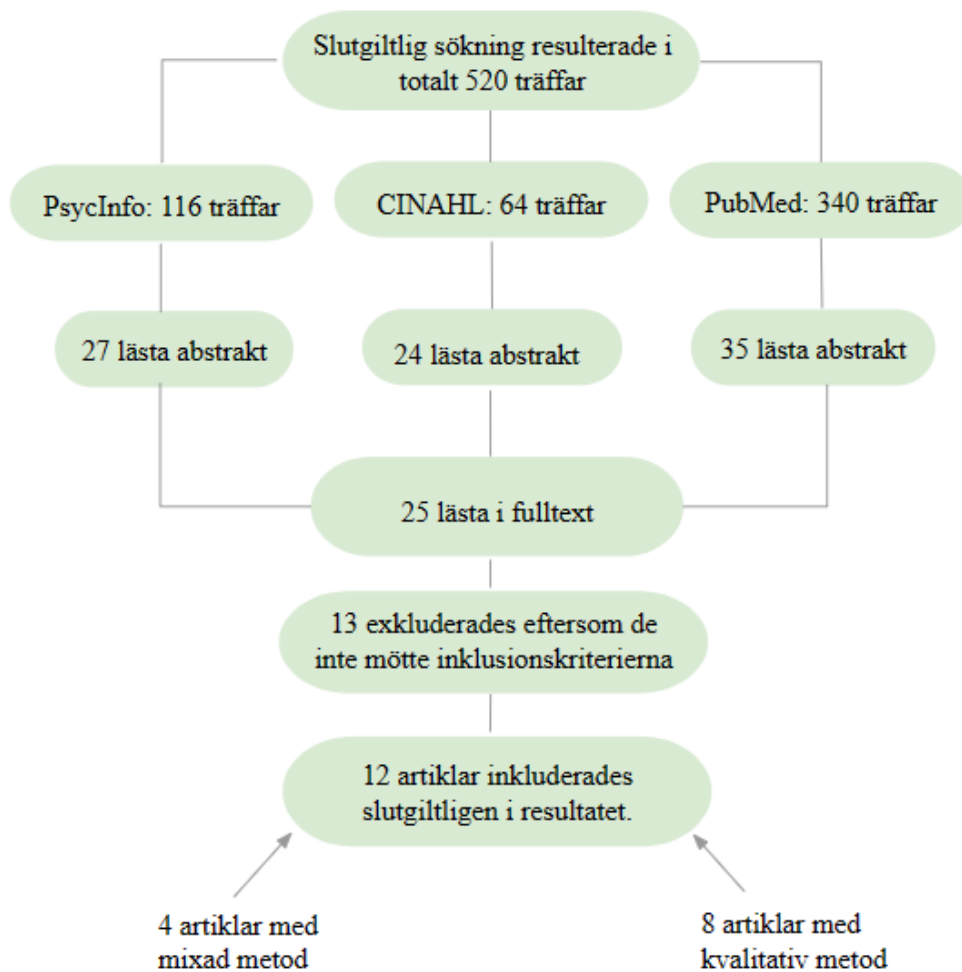 Slutgiltlig sökning resulterade i
totalt 520 träffar
PsycInfo: 116 träffar
CINAHL: 64 träffar
PubMed: 340 träffar
27 lästa abstrakt
24 lästa abstrakt
35 lästa abstrakt
25 lästa i fulltext
13 exkluderades eftersom de
inte mötte inklusionskriterierna
12 artiklar inkluderades
slutgiltligen i resultatet.
4 artiklar med
mixad metod
8 artiklar med
kvalitativ metod